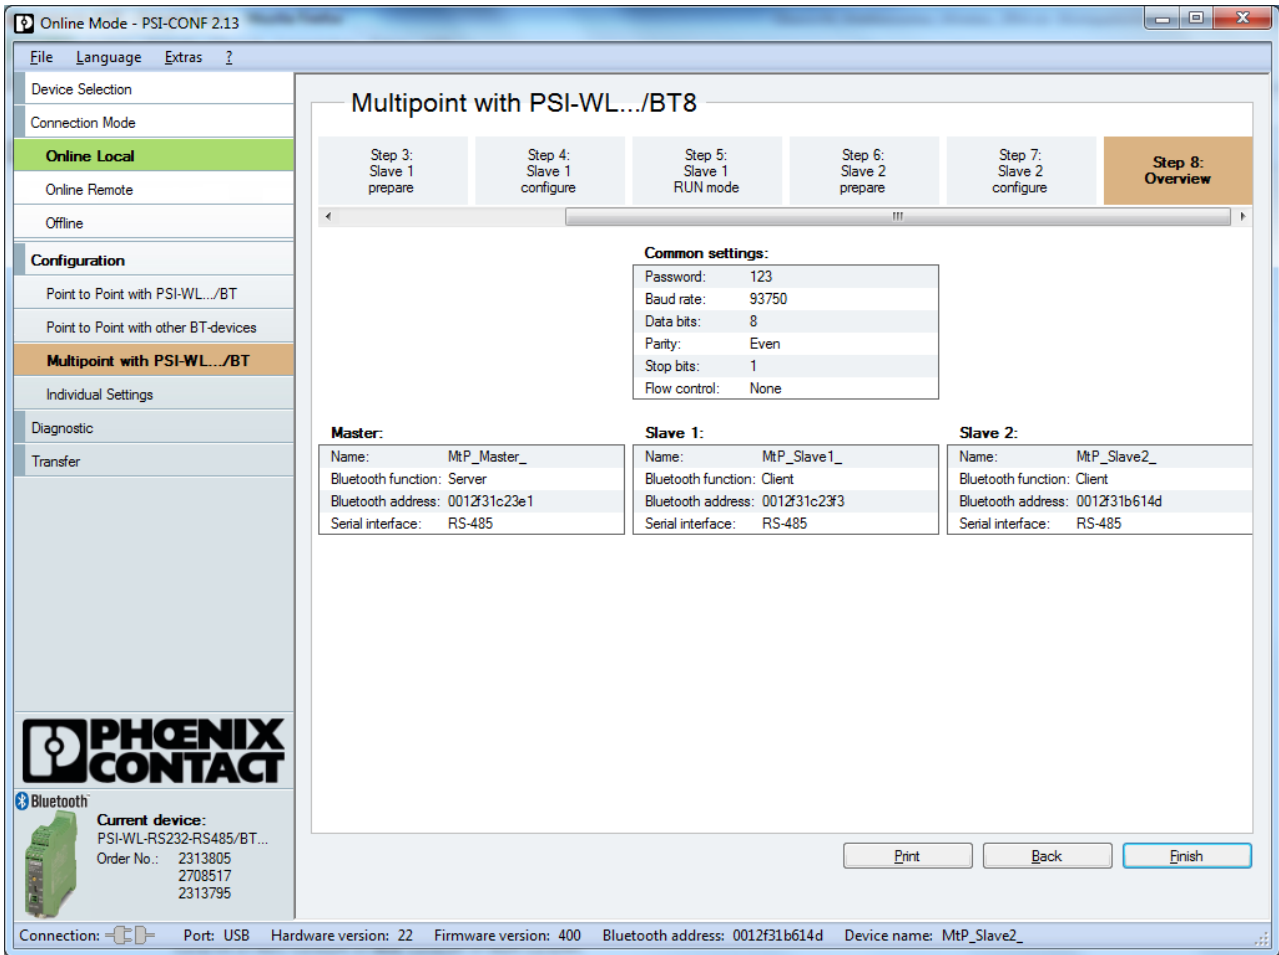 Online Mode - PSI-CONF 2.13
File Language Extras ?
Device Selection
Connection Mode
Online Local
Online Remote
Offline
Configuration
Point to Point with PSI-WL.../BT
Point to Point with other BT-devices
Multipoint with PSI-WL.../BT
Individual Settings
Diagnostic
Transfer
PHŒNIX
CONTACT
Bluetooth
Current device:
PSI-WL-RS232-RS485/BT...
Order No.: 2313805
2708517
2313795
Multipoint with PSI-WL.../BT8
Step 3:
Slave 1
prepare
Step 4:
Slave 1
configure
Step 5:
Slave 1
RUN mode
Step 6:
Slave 2
prepare
Step 7:
Slave 2
configure
Step 8:
Overview
Common settings:
Password: 123
Baud rate: 93750
Data bits: 8
Parity: Even
Stop bits: 1
Flow control: None
Master:
Name: MtP_Master_
Bluetooth function: Server
Bluetooth address: 0012f31c23e1
Serial interface: RS-485
Slave 1:
Name: MtP_Slave1_
Bluetooth function: Client
Bluetooth address: 0012f31c23f3
Serial interface: RS-485
Slave 2:
Name: MtP_Slave2_
Bluetooth function: Client
Bluetooth address: 0012f31b614d
Serial interface: RS-485
Print Back Finish
Connection: Port: USB Hardware version: 22 Firmware version: 400 Bluetooth address: 0012f31b614d Device name: MtP_Slave2_